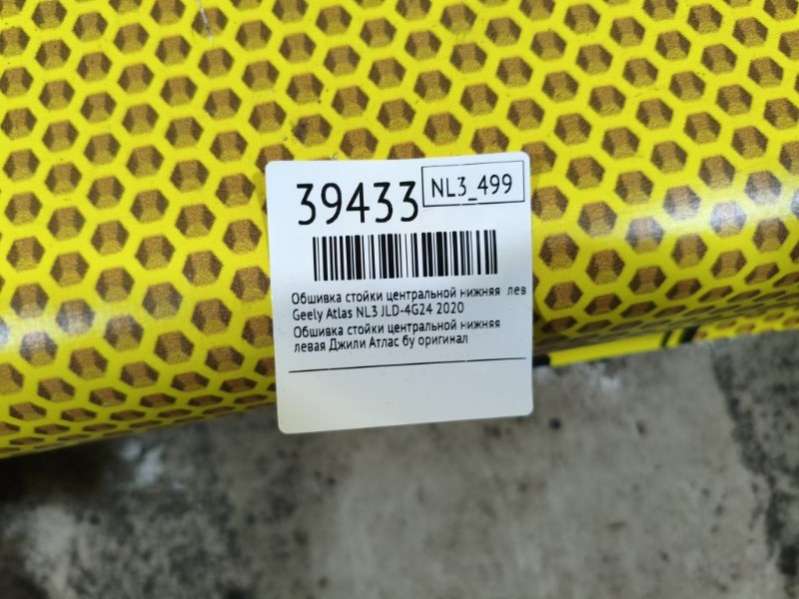 39433 NL3_499
Обшивка стойки центральной нижняя лев
Geely Atlas NL3 JLD-4G24 2020
Обшивка стойки центральной нижняя
левая Джили Атлас бу оригинал